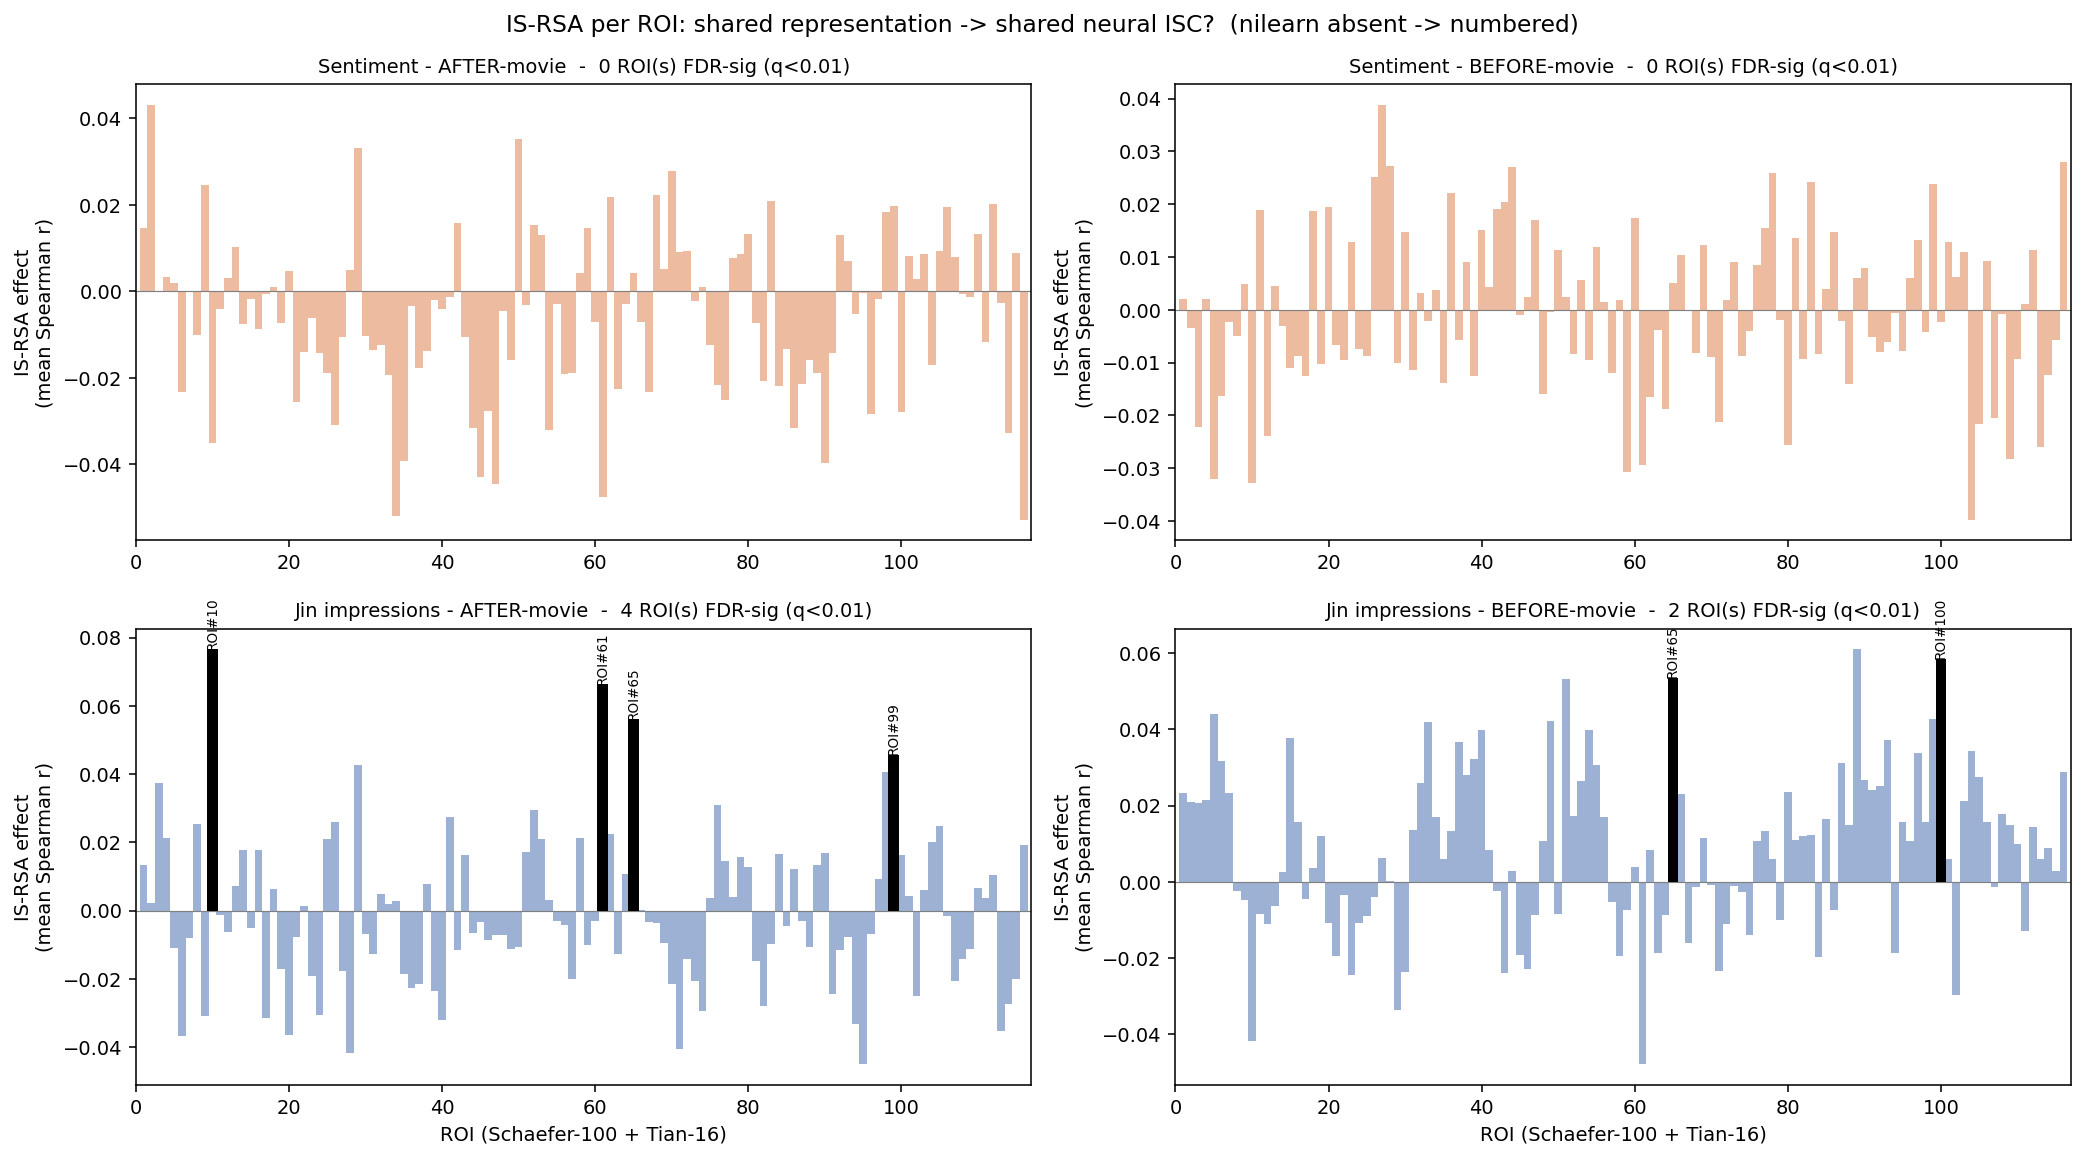 IS-RSA per ROI: shared representation -> shared neural ISC?  (nilearn absent -> numbered)
Sentiment - AFTER-movie  -  0 ROI(s) FDR-sig (q<0.01)
IS-RSA effect
(mean Spearman r)
0.04
0.02
0.00
−0.02
−0.04
0 20 40 60 80 100
Sentiment - BEFORE-movie  -  0 ROI(s) FDR-sig (q<0.01)
IS-RSA effect
(mean Spearman r)
0.04
0.03
0.02
0.01
0.00
−0.01
−0.02
−0.03
−0.04
0 20 40 60 80 100
Jin impressions - AFTER-movie  -  4 ROI(s) FDR-sig (q<0.01)
IS-RSA effect
(mean Spearman r)
0.08
0.06
0.04
0.02
0.00
−0.02
−0.04
ROI#10
ROI#61
ROI#65
ROI#99
0 20 40 60 80 100
ROI (Schaefer-100 + Tian-16)
Jin impressions - BEFORE-movie  -  2 ROI(s) FDR-sig (q<0.01)
IS-RSA effect
(mean Spearman r)
0.06
0.04
0.02
0.00
−0.02
−0.04
ROI#65
ROI#100
0 20 40 60 80 100
ROI (Schaefer-100 + Tian-16)